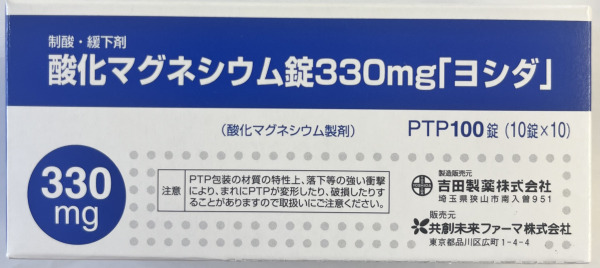 制酸・緩下剤
酸化マグネシウム錠330mg「ヨシダ」
(酸化マグネシウム製剤)
PTP100錠 (10錠×10)
330
mg
注意
PTP包装の材質の特性上、落下等の強い衝撃
により、まれにPTPが変形したり、破損したりす
ることがありますので取扱いにご注意ください。
製造販売元
吉田製薬株式会社
埼玉県狭山市南入曽951
販売元
共創未来ファーマ株式会社
東京都品川区広町1-4-4